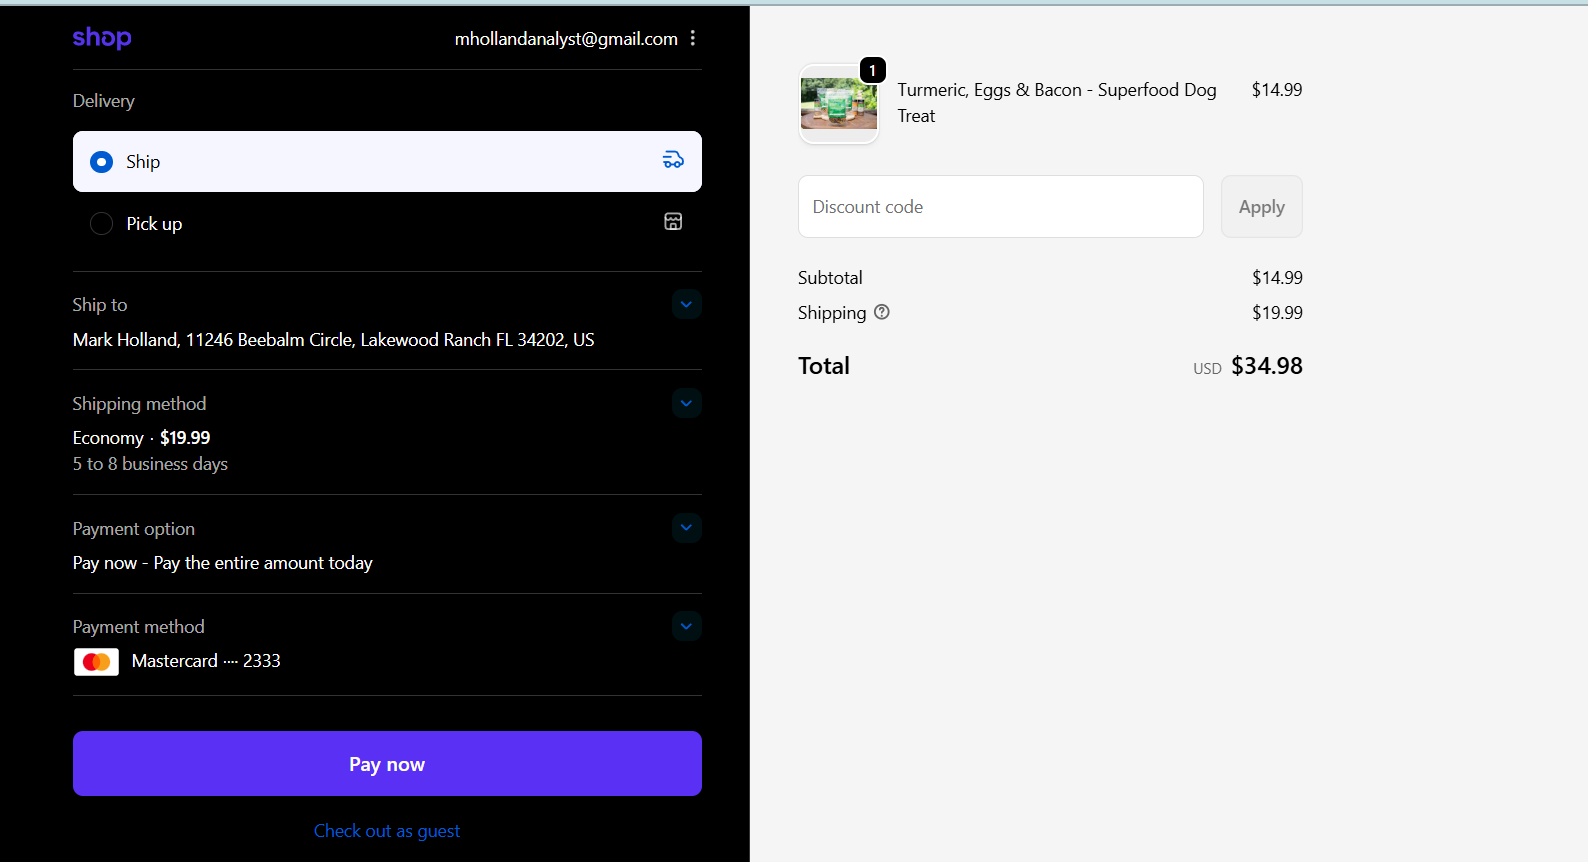 shop
mhollandanalyst@gmail.com
Delivery
Ship
Pick up
Ship to
Mark Holland, 11246 Beebalm Circle, Lakewood Ranch FL 34202, US
Shipping method
Economy · $19.99
5 to 8 business days
Payment option
Pay now - Pay the entire amount today
Payment method
Mastercard ···· 2333
Pay now
Check out as guest
1
Turmeric, Eggs & Bacon - Superfood Dog $14.99
Treat
Discount code Apply
Subtotal $14.99
Shipping $19.99
Total USD $34.98